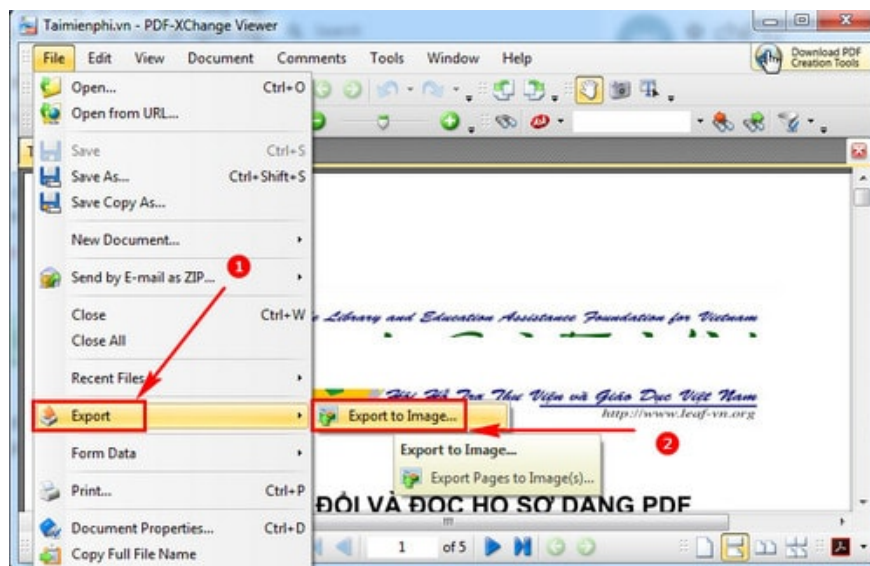 Taimienphi.vn - PDF-XChange Viewer
File Edit View Document Comments Tools Window Help
Download PDF
Creation Tools
Open... Ctrl+O
Open from URL...
Save Ctrl+S
Save As... Ctrl+Shift+S
Save Copy As...
New Document...
Send by E-mail as ZIP...
1
Close Ctrl+W
Close All
Recent Files
Export
Export to Image...
2
Export to Image...
Export Pages to Image(s)...
Form Data
Print... Ctrl+P
Document Properties... Ctrl+D
Copy Full File Name
Library and Education Assistance Foundation for Vietnam
Hội Hỗ Trợ Thư Viện và Giáo Dục Việt Nam
http://www.leaf-vn.org
ĐỔI VÀ ĐỌC HỒ SƠ DẠNG PDF
1 of 5